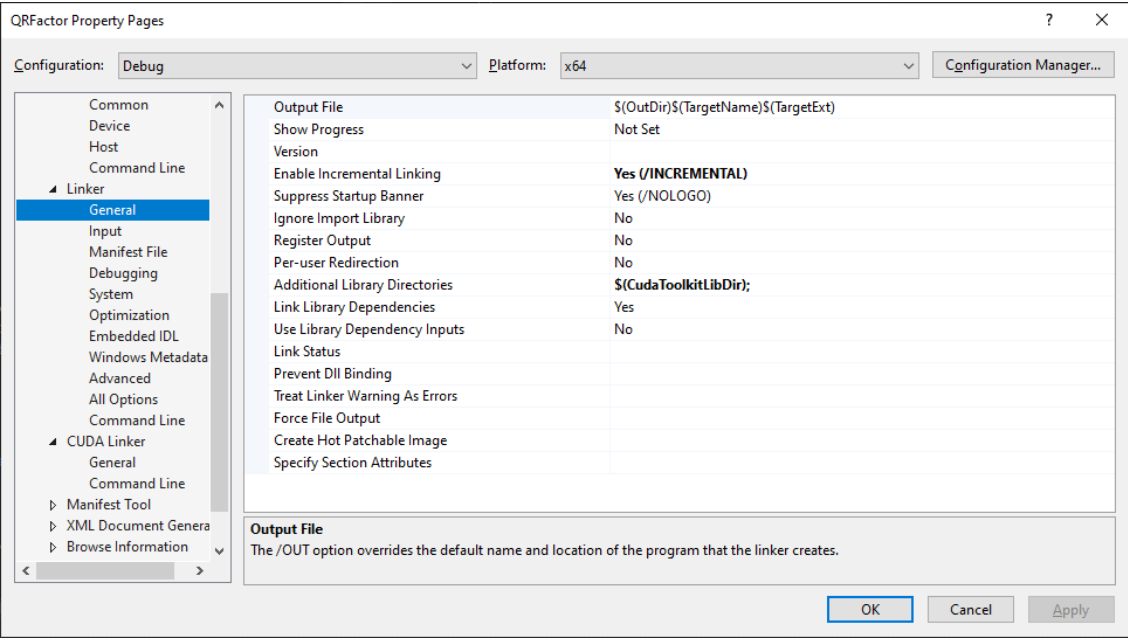 QRFactor Property Pages
? ×
Configuration: Debug Platform: x64 Configuration Manager...
Common
Device
Host
Command Line
Linker
General
Input
Manifest File
Debugging
System
Optimization
Embedded IDL
Windows Metadata
Advanced
All Options
Command Line
CUDA Linker
General
Command Line
Manifest Tool
XML Document Genera
Browse Information
Output File $(OutDir)$(TargetName)$(TargetExt)
Show Progress Not Set
Version
Enable Incremental Linking Yes (/INCREMENTAL)
Suppress Startup Banner Yes (/NOLOGO)
Ignore Import Library No
Register Output No
Per-user Redirection No
Additional Library Directories $(CudaToolkitLibDir);
Link Library Dependencies Yes
Use Library Dependency Inputs No
Link Status
Prevent Dll Binding
Treat Linker Warning As Errors
Force File Output
Create Hot Patchable Image
Specify Section Attributes
Output File
The /OUT option overrides the default name and location of the program that the linker creates.
OK Cancel Apply